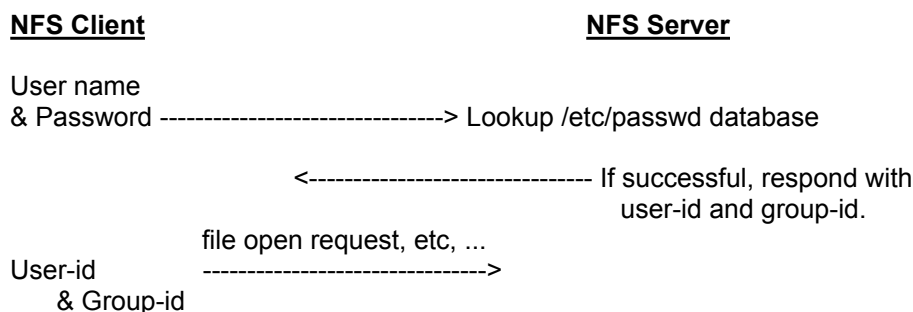 NFS Client NFS Server
User name
& Password --------------------------------> Lookup /etc/passwd database
<-------------------------------- If successful, respond with
user-id and group-id.
file open request, etc, ...
User-id -------------------------------->
& Group-id